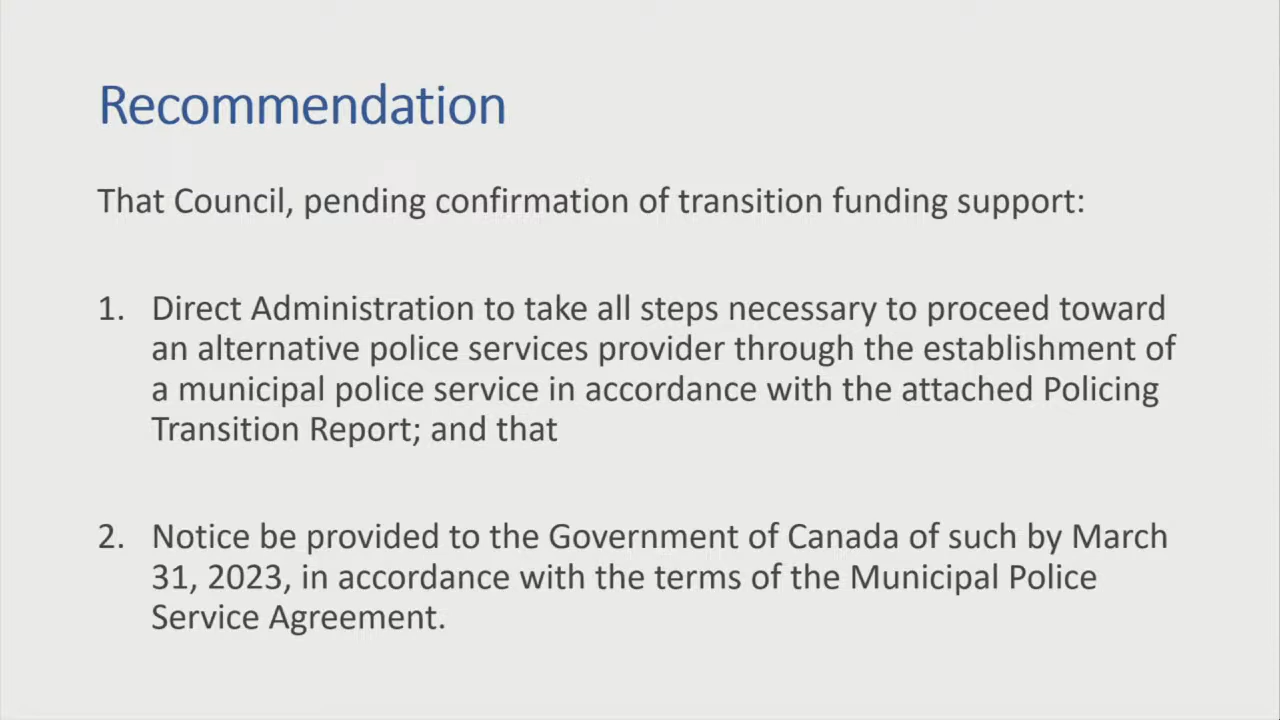 Recommendation
That Council, pending confirmation of transition funding support:
1. Direct Administration to take all steps necessary to proceed toward
an alternative police services provider through the establishment of
a municipal police service in accordance with the attached Policing
Transition Report; and that
2. Notice be provided to the Government of Canada of such by March
31, 2023, in accordance with the terms of the Municipal Police
Service Agreement.